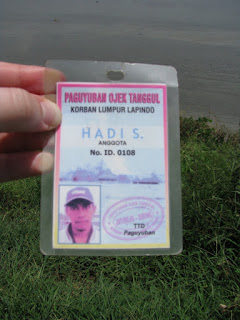 PAGUYUBAN OJEK TANGGUL
KORBAN LUMPUR LAPINDO
HADI S.
ANGGOTA
No. ID. 0108
TTD
Paguyuban